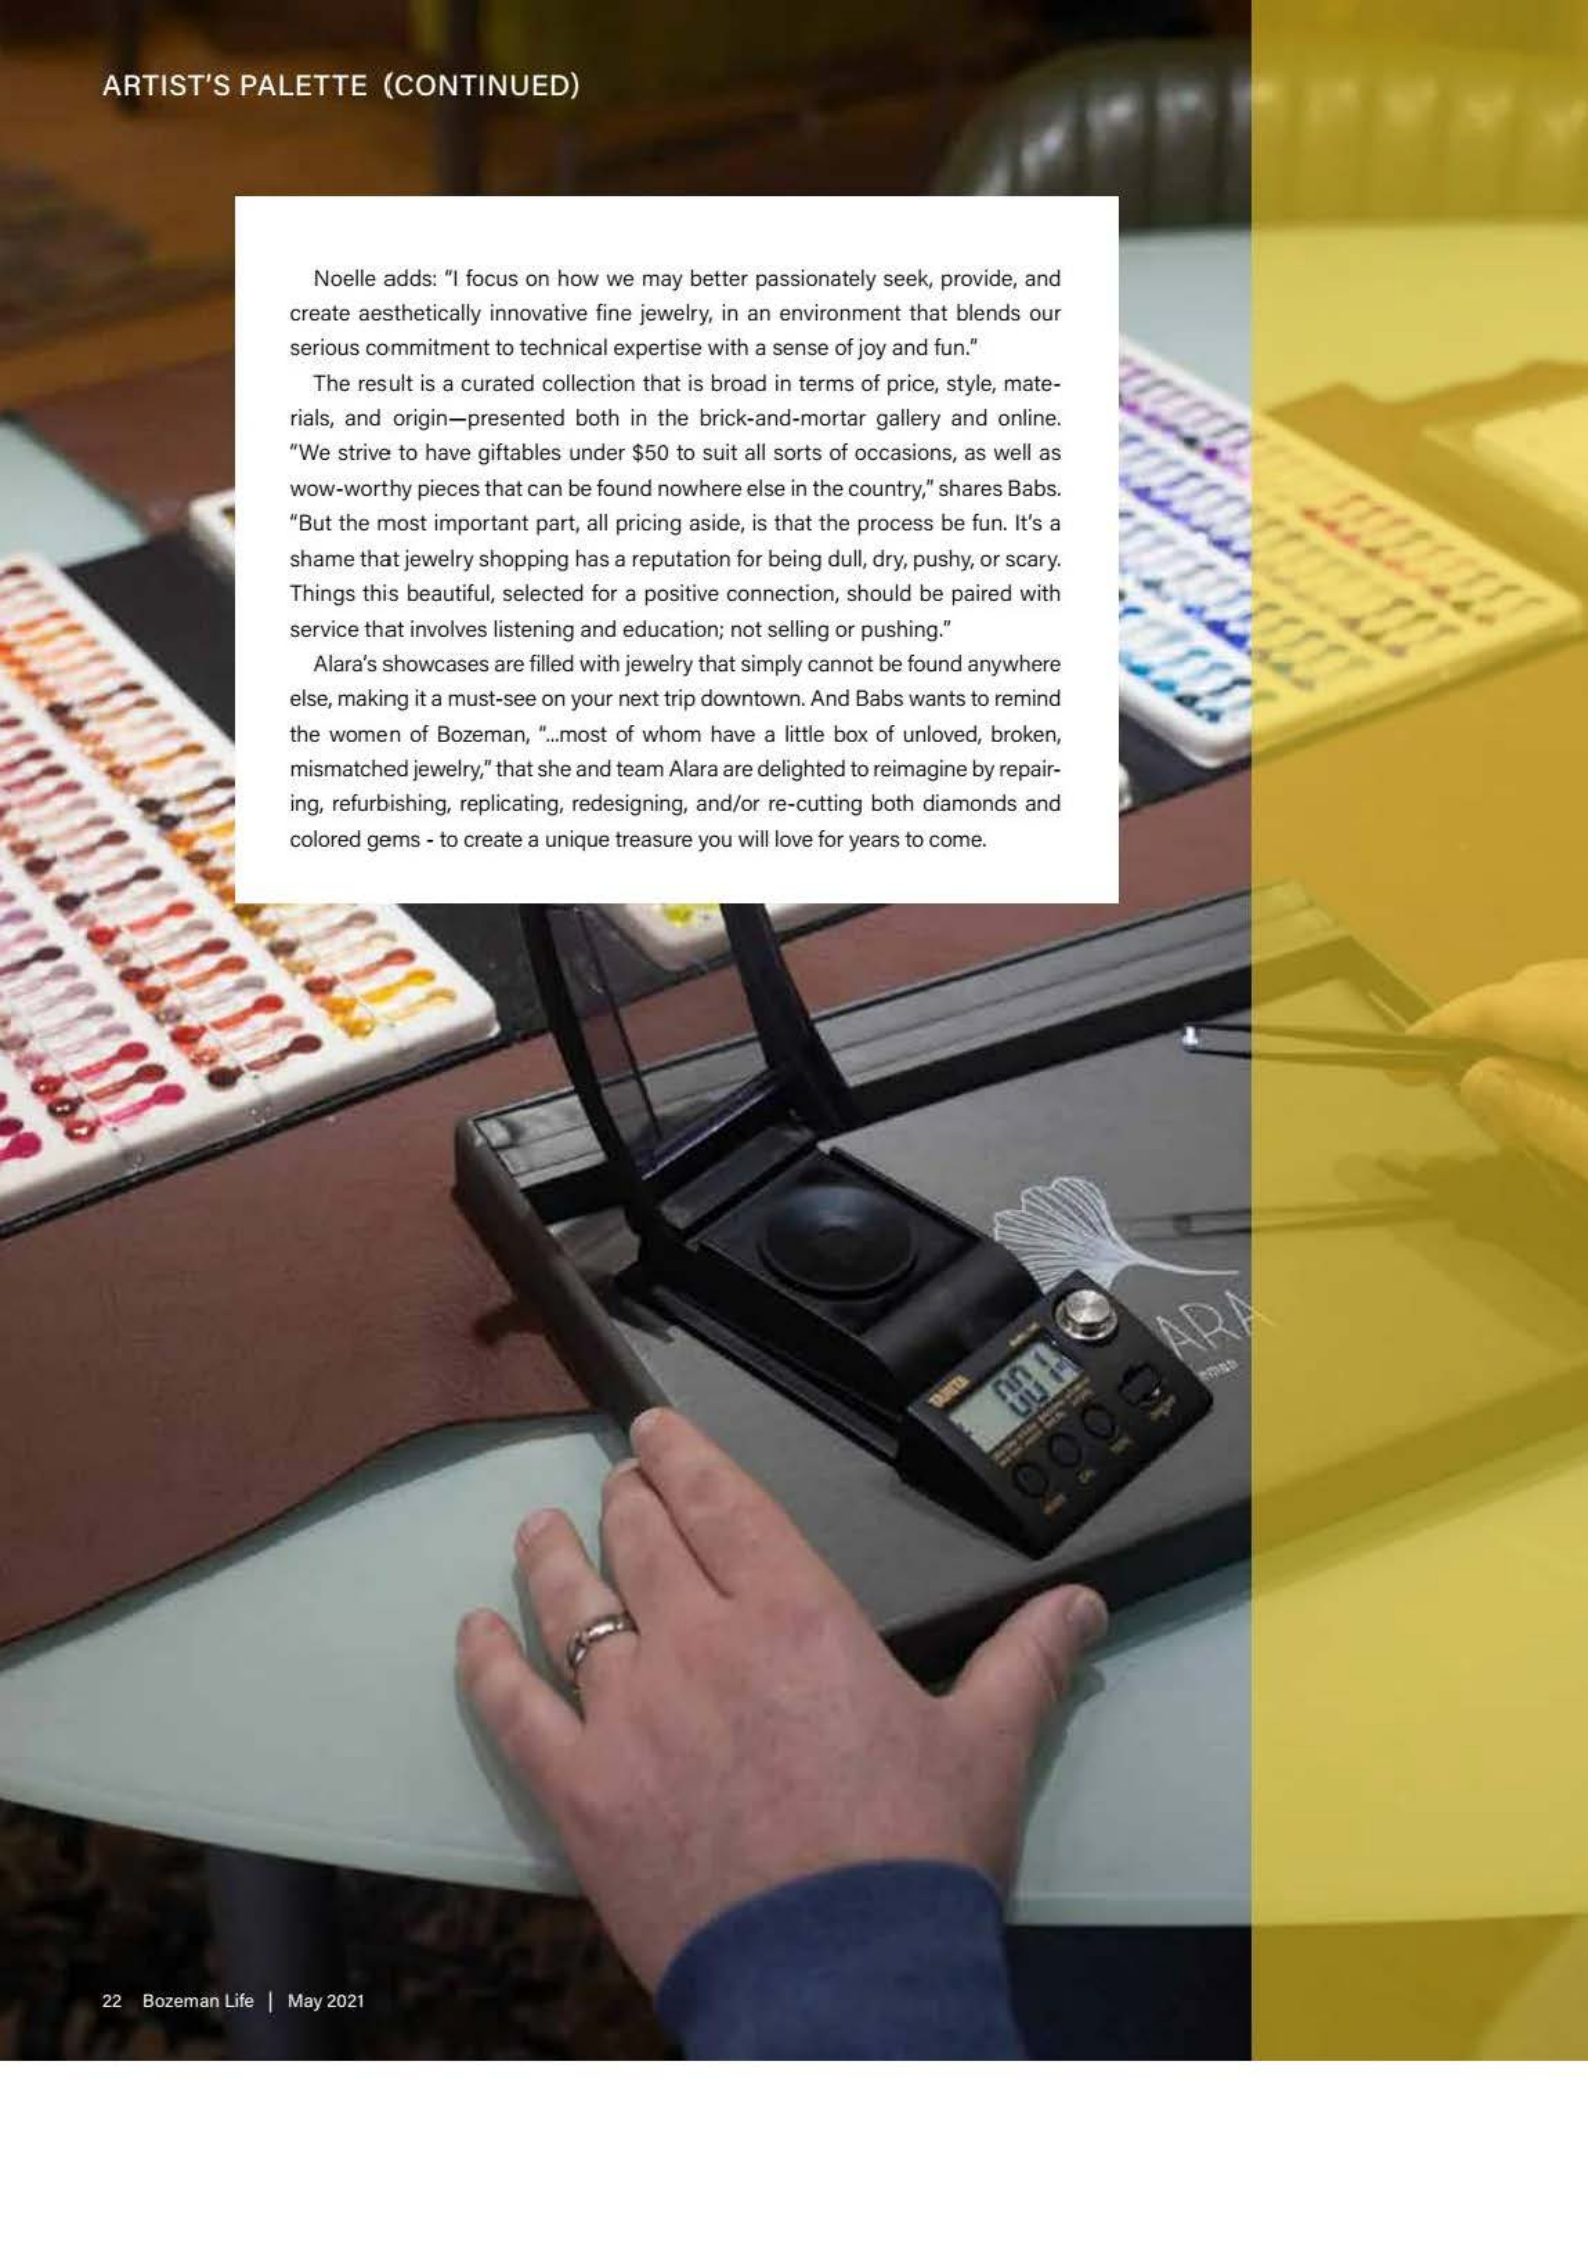 ARTIST'S PALETTE (CONTINUED)
Noelle adds: "I focus on how we may better passionately seek, provide, and
create aesthetically innovative fine jewelry, in an environment that blends our
serious commitment to technical expertise with a sense of joy and fun."
The result is a curated collection that is broad in terms of price, style, mate-
rials, and origin—presented both in the brick-and-mortar gallery and online.
"We strive to have giftables under $50 to suit all sorts of occasions, as well as
wow-worthy pieces that can be found nowhere else in the country," shares Babs.
"But the most important part, all pricing aside, is that the process be fun. It's a
shame that jewelry shopping has a reputation for being dull, dry, pushy, or scary.
Things this beautiful, selected for a positive connection, should be paired with
service that involves listening and education; not selling or pushing."
Alara's showcases are filled with jewelry that simply cannot be found anywhere
else, making it a must-see on your next trip downtown. And Babs wants to remind
the women of Bozeman, "...most of whom have a little box of unloved, broken,
mismatched jewelry," that she and team Alara are delighted to reimagine by repair-
ing, refurbishing, replicating, redesigning, and/or re-cutting both diamonds and
colored gems - to create a unique treasure you will love for years to come.
ARA
TANITA
22 Bozeman Life | May 2021